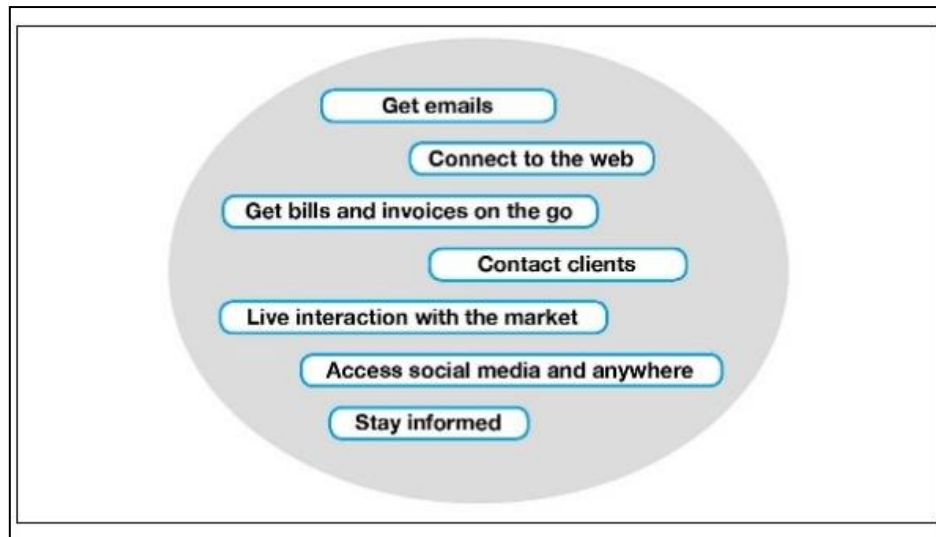 Get emails
Connect to the web
Get bills and invoices on the go
Contact clients
Live interaction with the market
Access social media and anywhere
Stay informed